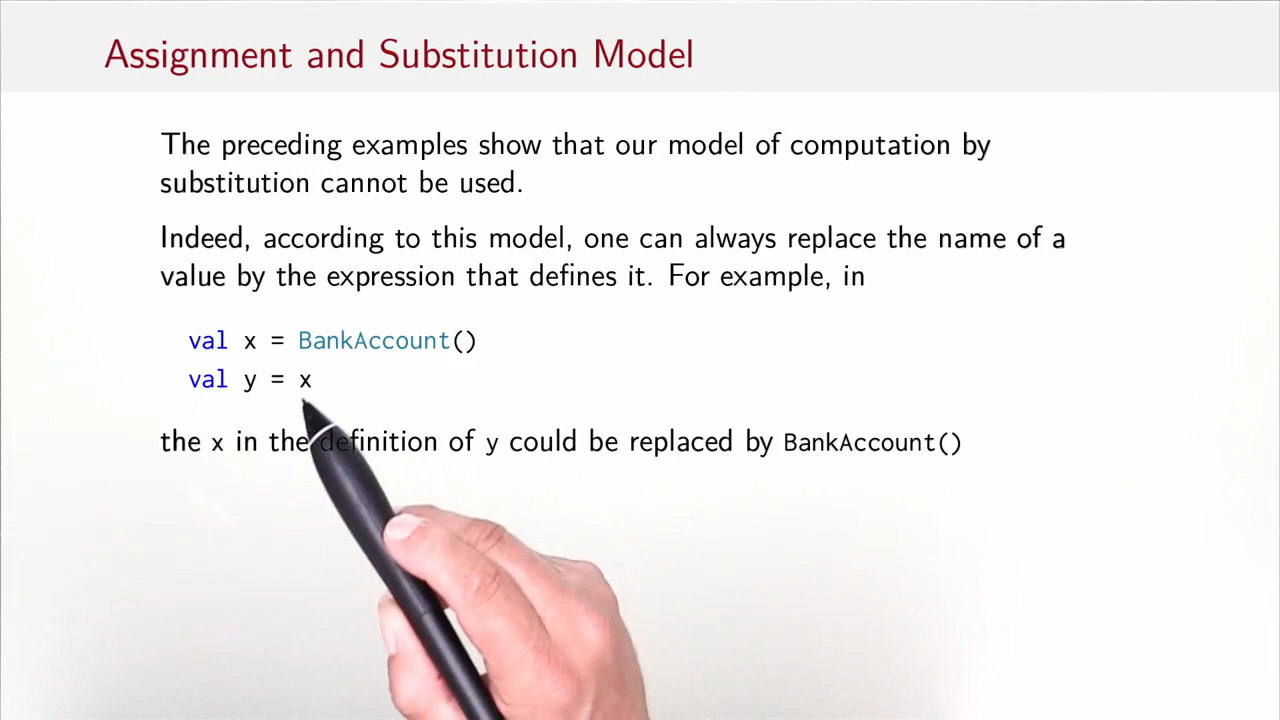 Assignment and Substitution Model
The preceding examples show that our model of computation by
substitution cannot be used.
Indeed, according to this model, one can always replace the name of a
value by the expression that defines it. For example, in
val x = BankAccount()
val y = x
the x in the definition of y could be replaced by BankAccount()